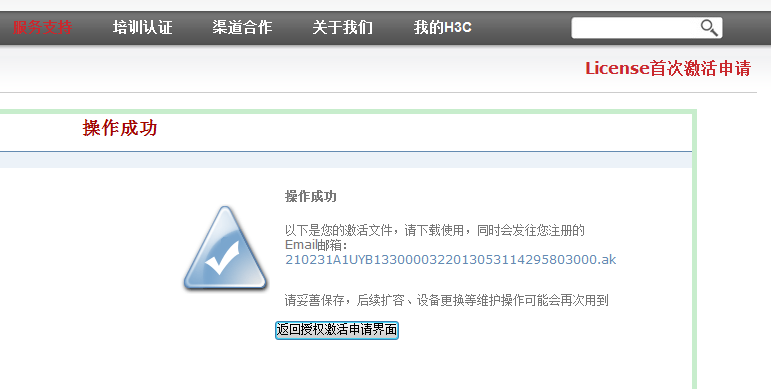 服务支持 培训认证 渠道合作 关于我们 我的H3C
License首次激活申请
操作成功
操作成功
以下是您的激活文件，请下载使用，同时会发往您注册的
Email邮箱：
210231A1UYB1330000322013053114295803000.ak
请妥善保存，后续扩容、设备更换等维护操作可能会再次用到
返回授权激活申请界面